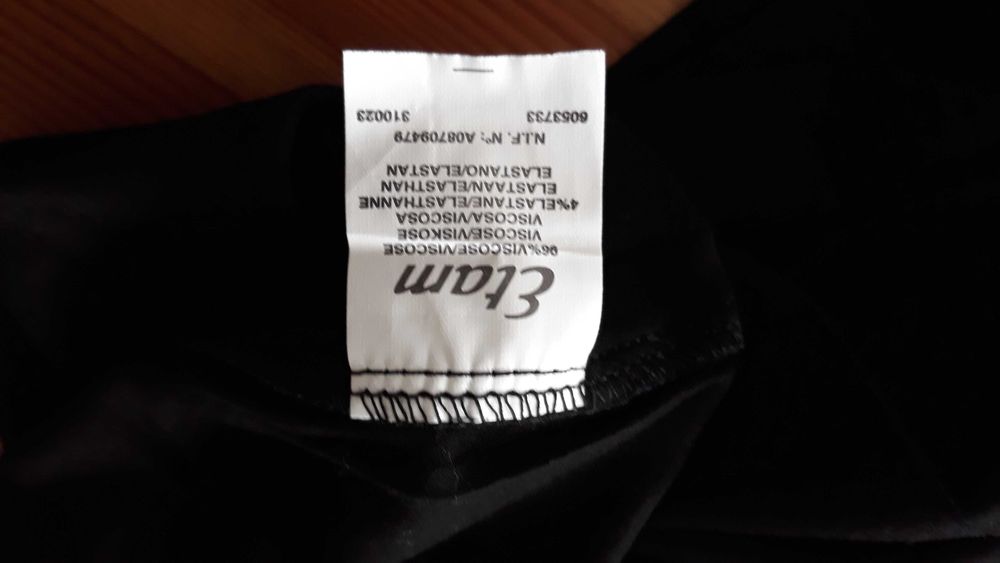 Etam
96%VISCOSE/VISCOSE
VISCOSE/VISKOSE
VISCOSA/VISCOSA
4%ELASTANE/ELASTHANNE
ELASTAAN/ELASTHAN
ELASTANO/ELASTAN
N.I.F. Nº: A08709479
6053733 310023